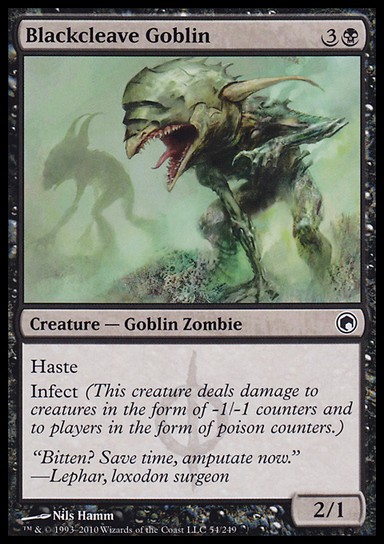 Blackcleave Goblin 3
Creature — Goblin Zombie
Haste
Infect (This creature deals damage to
creatures in the form of -1/-1 counters and
to players in the form of poison counters.)
“Bitten? Save time, amputate now.”
—Lephar, loxodon surgeon
2/1
Nils Hamm
™ & © 1993–2010 Wizards of the Coast LLC 54/249